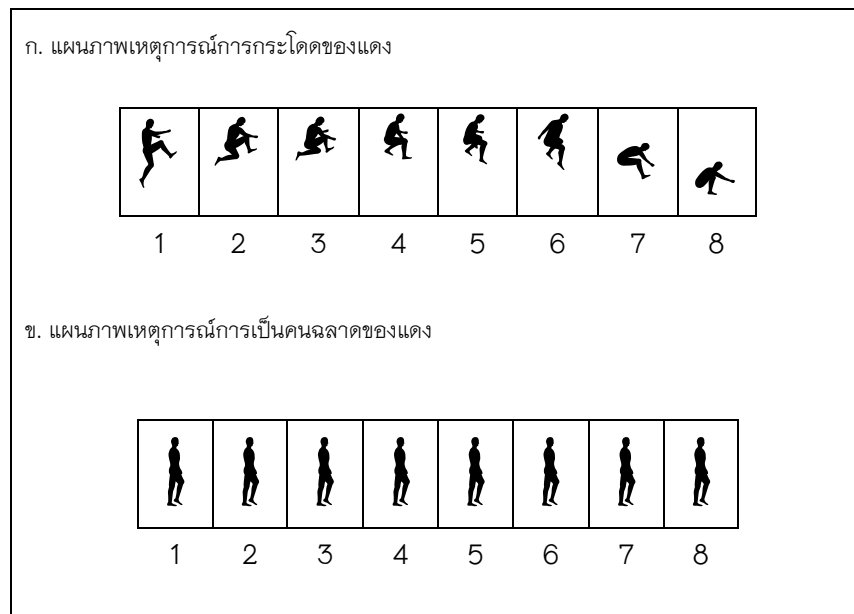 ก. แผนภาพเหตุการณ์การกระโดดของแดง
1 2 3 4 5 6 7 8
ข. แผนภาพเหตุการณ์การเป็นคนฉลาดของแดง
1 2 3 4 5 6 7 8